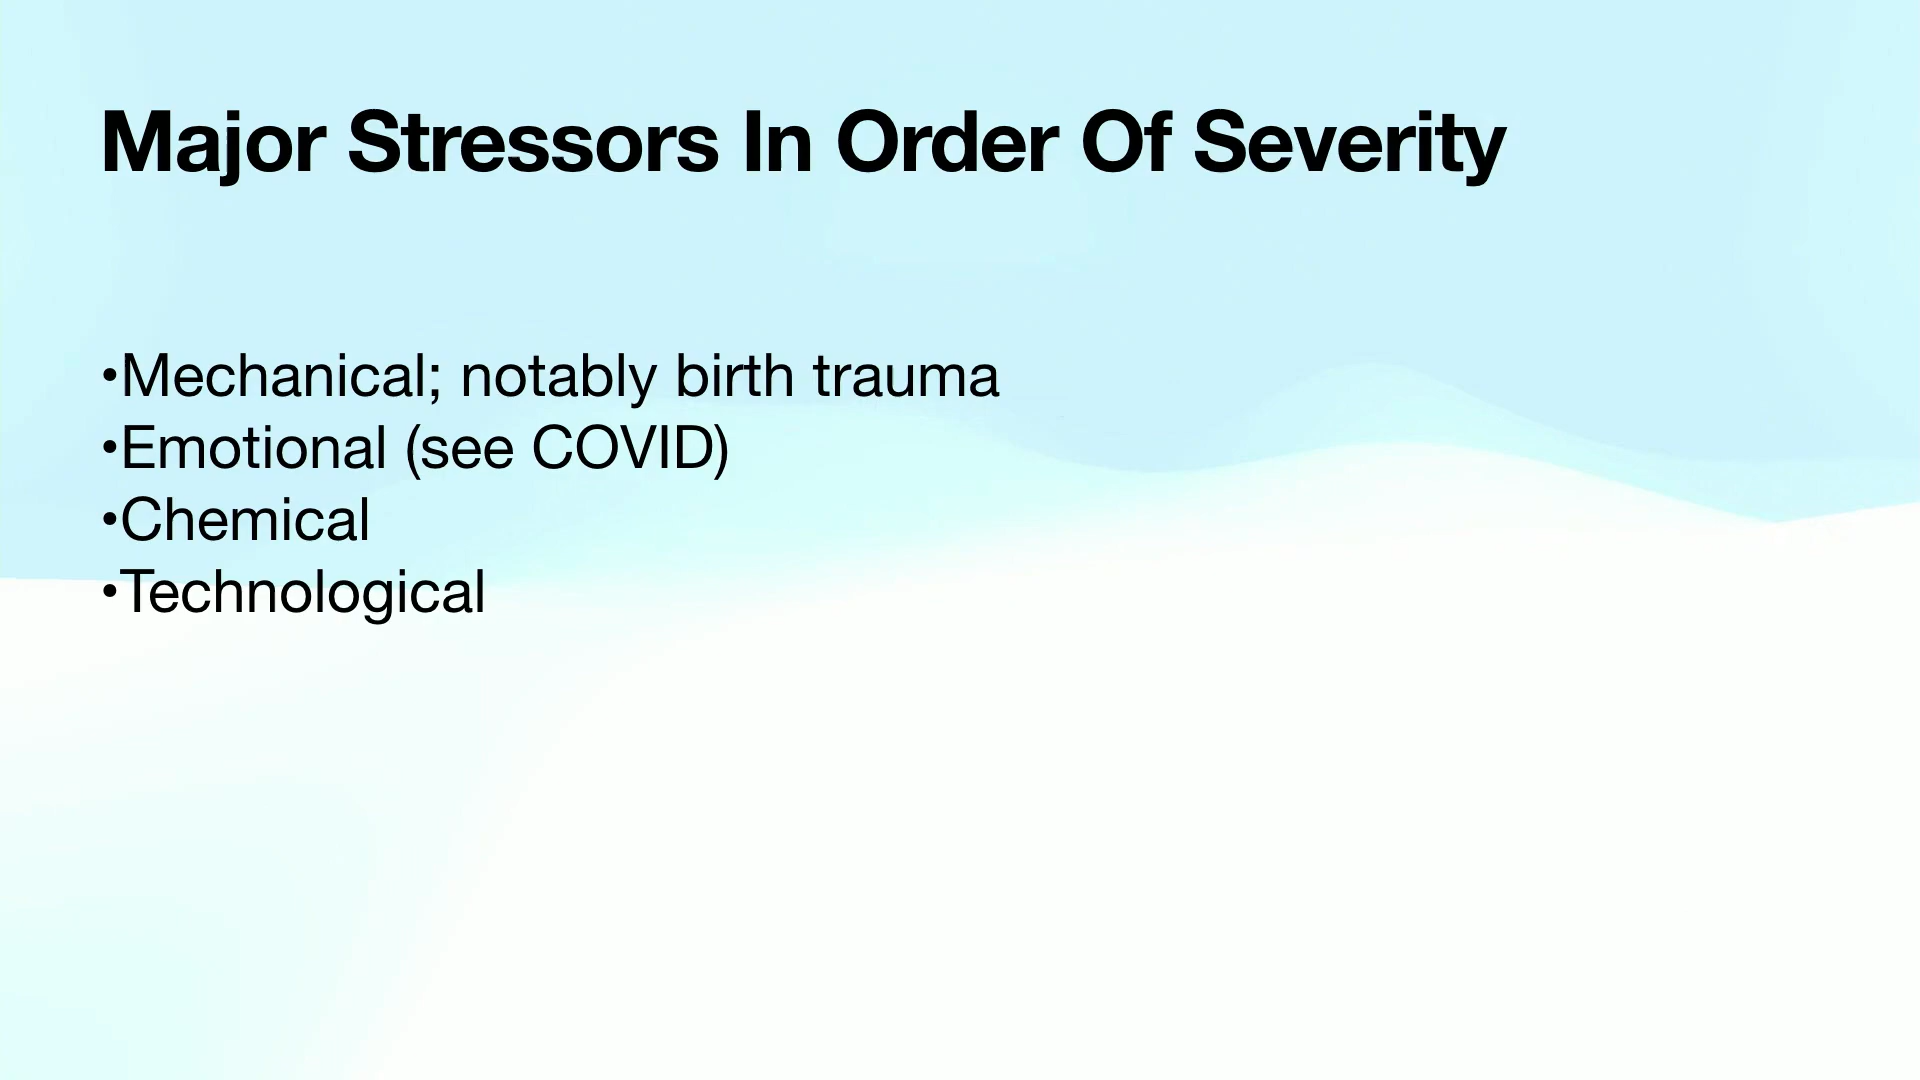 Major Stressors In Order Of Severity
•Mechanical; notably birth trauma
•Emotional (see COVID)
•Chemical
•Technological